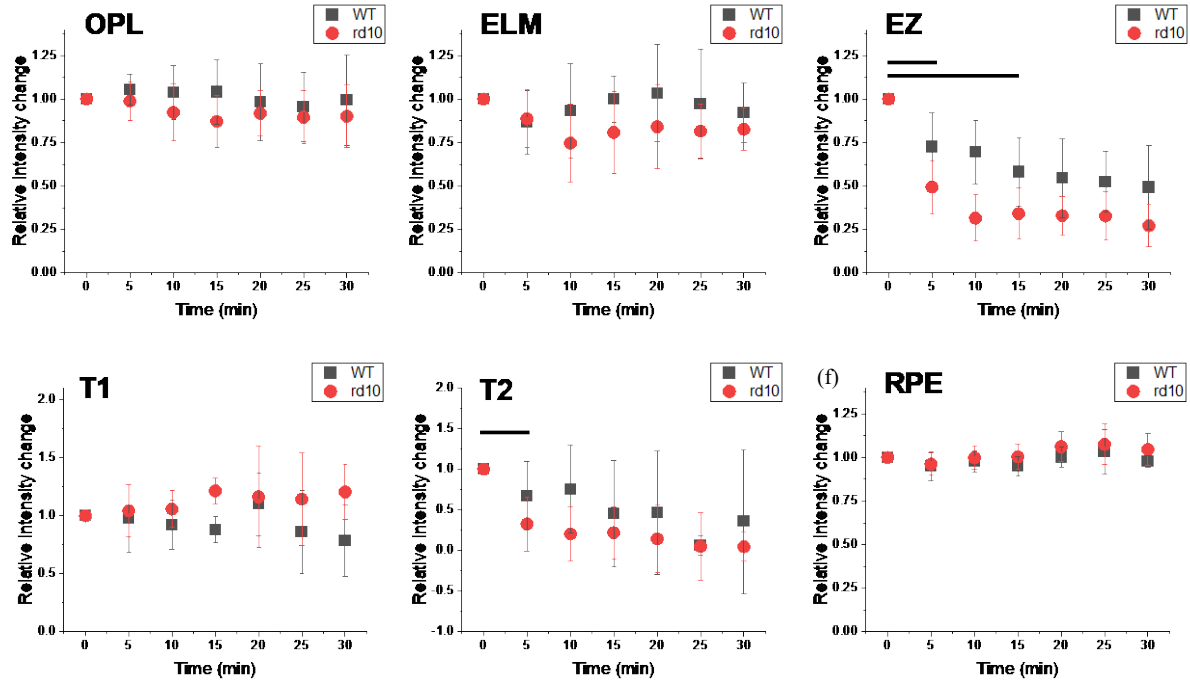 OPL
WT
rd10
1.25
1.00
0.75
0.50
0.25
0.00
Relative Intensity change
0 5 10 15 20 25 30
Time (min)
ELM
WT
rd10
1.25
1.00
0.75
0.50
0.25
0.00
Relative Intensity change
0 5 10 15 20 25 30
Time (min)
EZ
WT
rd10
1.25
1.00
0.75
0.50
0.25
0.00
Relative Intensity change
0 5 10 15 20 25 30
Time (min)
T1
WT
rd10
2.0
1.5
1.0
0.5
0.0
Relative Intensity change
0 5 10 15 20 25 30
Time (min)
T2
WT
rd10
2.0
1.5
1.0
0.5
0.0
-0.5
-1.0
Relative Intensity change
0 5 10 15 20 25 30
Time (min)
(f)
RPE
WT
rd10
1.25
1.00
0.75
0.50
0.25
0.00
Relative Intensity change
0 5 10 15 20 25 30
Time (min)